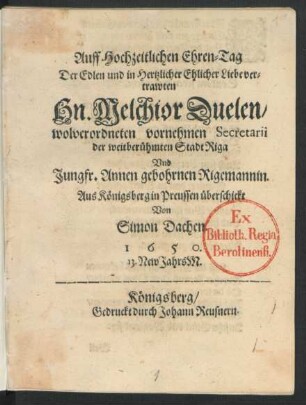 Auff Hochzeitlichen Ehren-Tag
Der Edlen und in Hertzlicher Ehlicher Liebe ver-
trawten
Hn. Melchior Duelen/
wolverordneten vornehmen Secretarii
der weitberühmten Stadt Riga
Und
Jungfr. Annen gebohrnen Rigemannin.
Aus Königsberg in Preussen überschickt
Von
Simon Dachen.
1650.
13. New Jahrs M.
Ex
Biblioth. Regia
Berolinensi.
Königsberg/
Gedruckt durch Johann Reusnern.